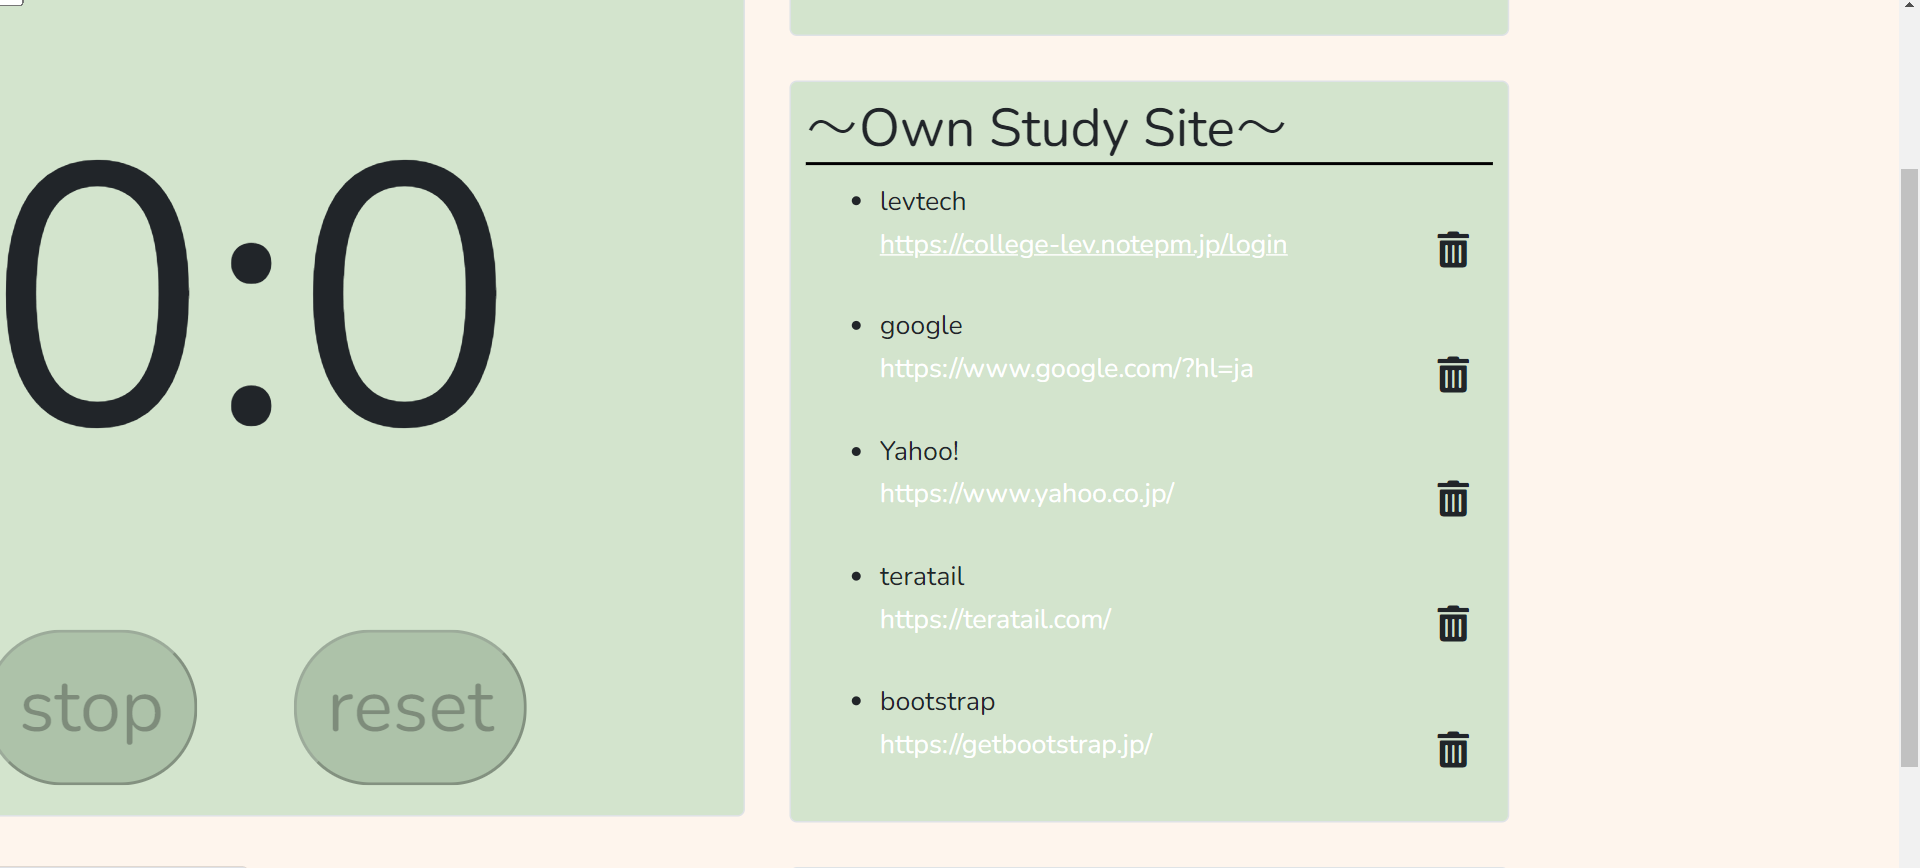 0:0
stop
reset
～Own Study Site～
levtech
https://college-lev.notepm.jp/login
google
https://www.google.com/?hl=ja
Yahoo!
https://www.yahoo.co.jp/
teratail
https://teratail.com/
bootstrap
https://getbootstrap.jp/